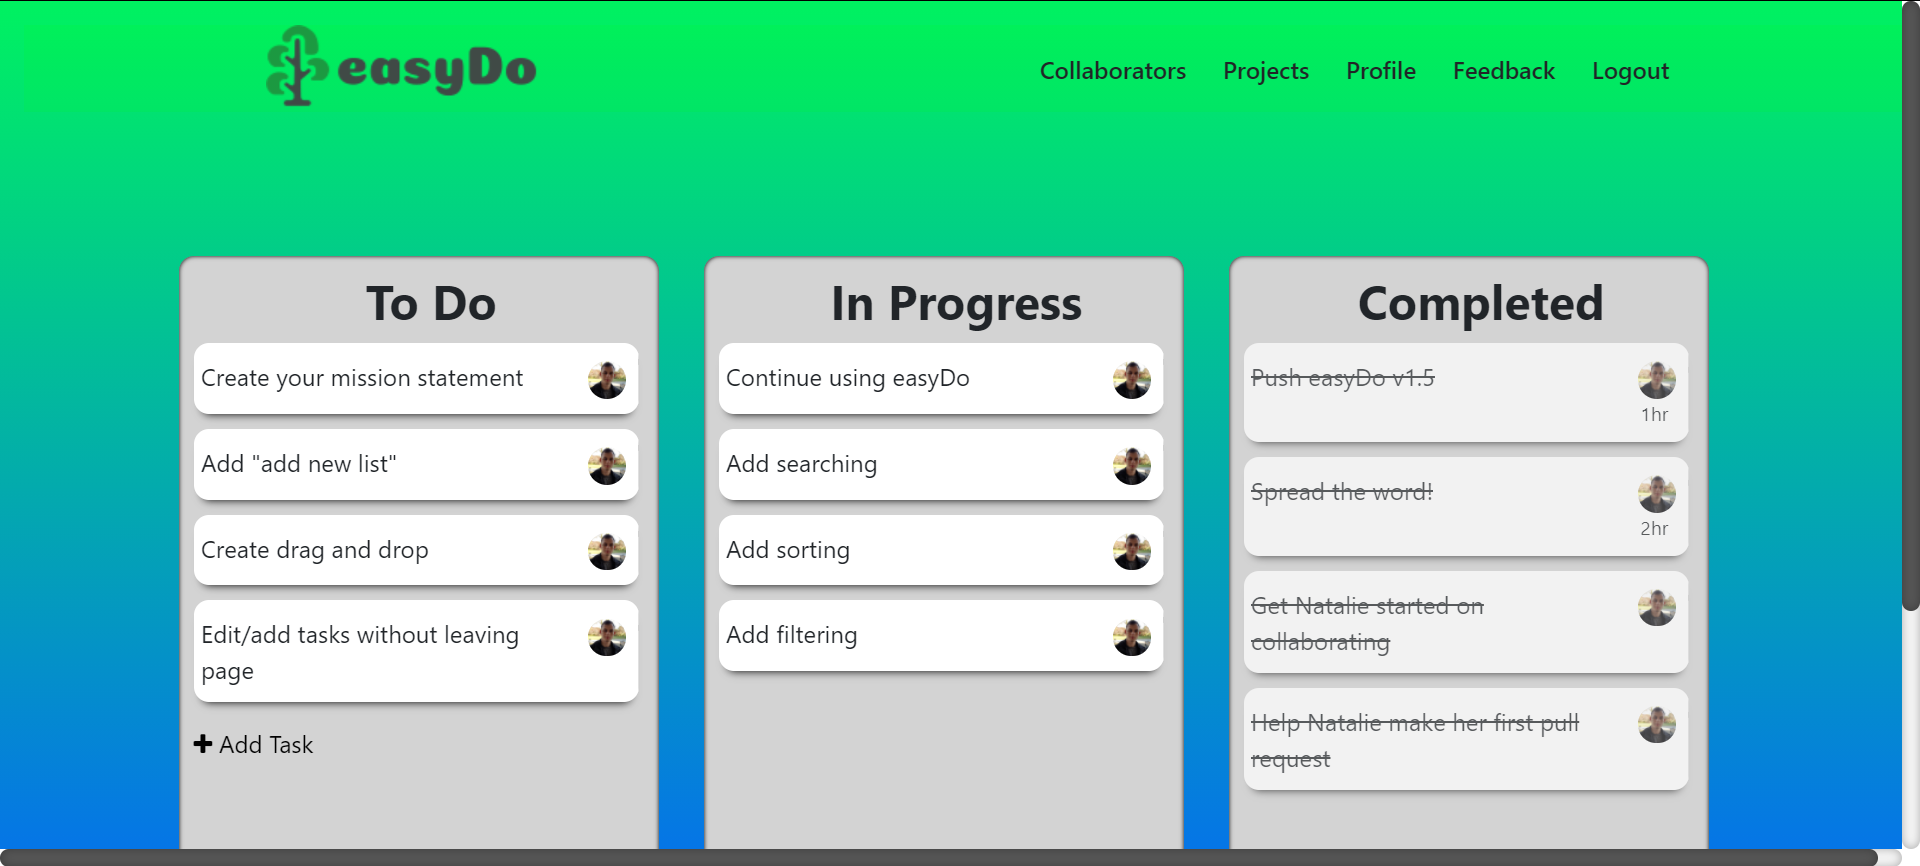 easyDo
Collaborators Projects Profile Feedback Logout
To Do
Create your mission statement
Add "add new list"
Create drag and drop
Edit/add tasks without leaving
page
Add Task
In Progress
Continue using easyDo
Add searching
Add sorting
Add filtering
Completed
Push easyDo v1.5
1hr
Spread the word!
2hr
Get Natalie started on
collaborating
Help Natalie make her first pull
request